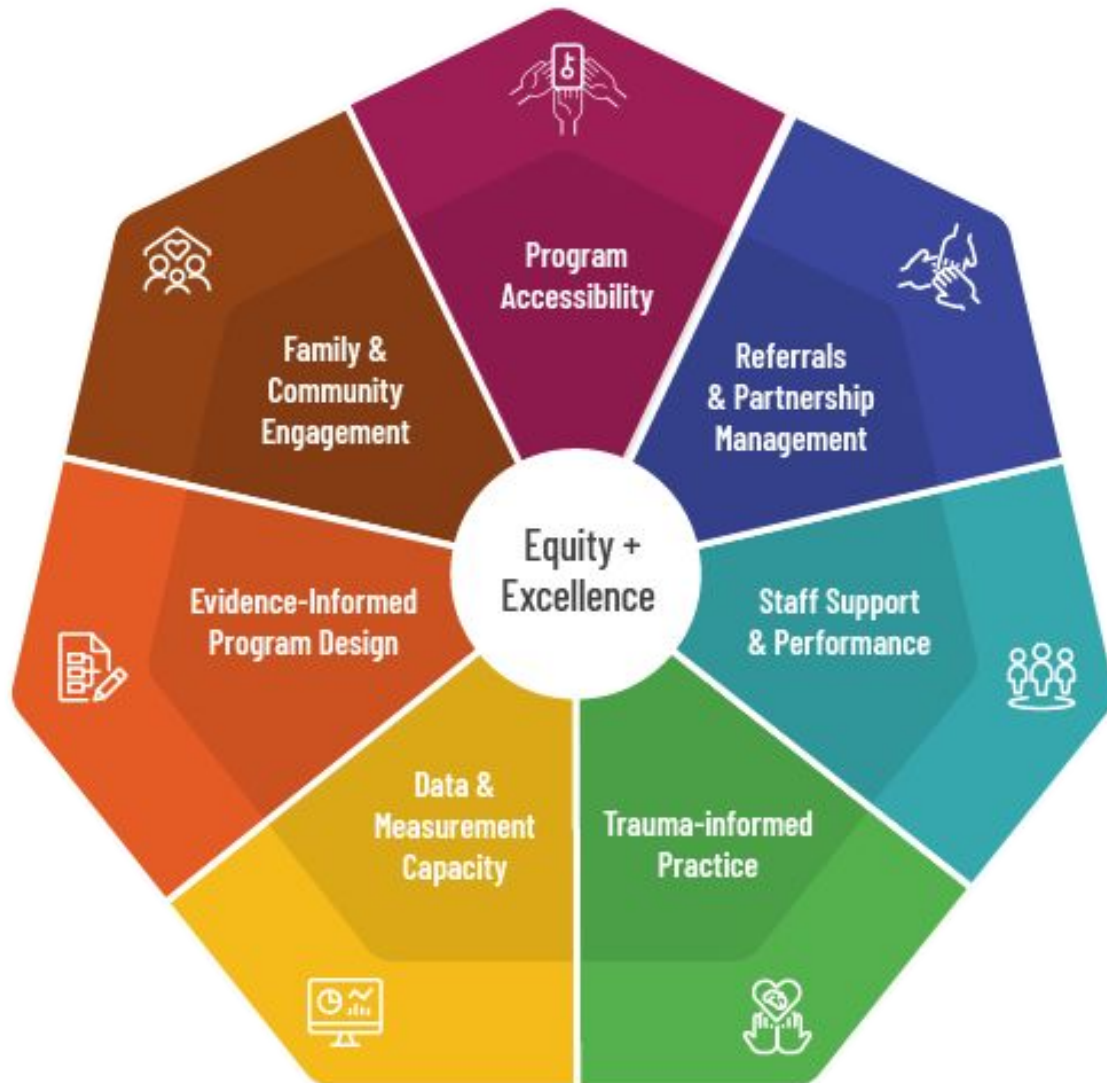 Program
Accessibility
Referrals
& Partnership
Management
Staff Support
& Performance
Trauma-informed
Practice
Data &
Measurement
Capacity
Evidence-Informed
Program Design
Family &
Community
Engagement
Equity +
Excellence